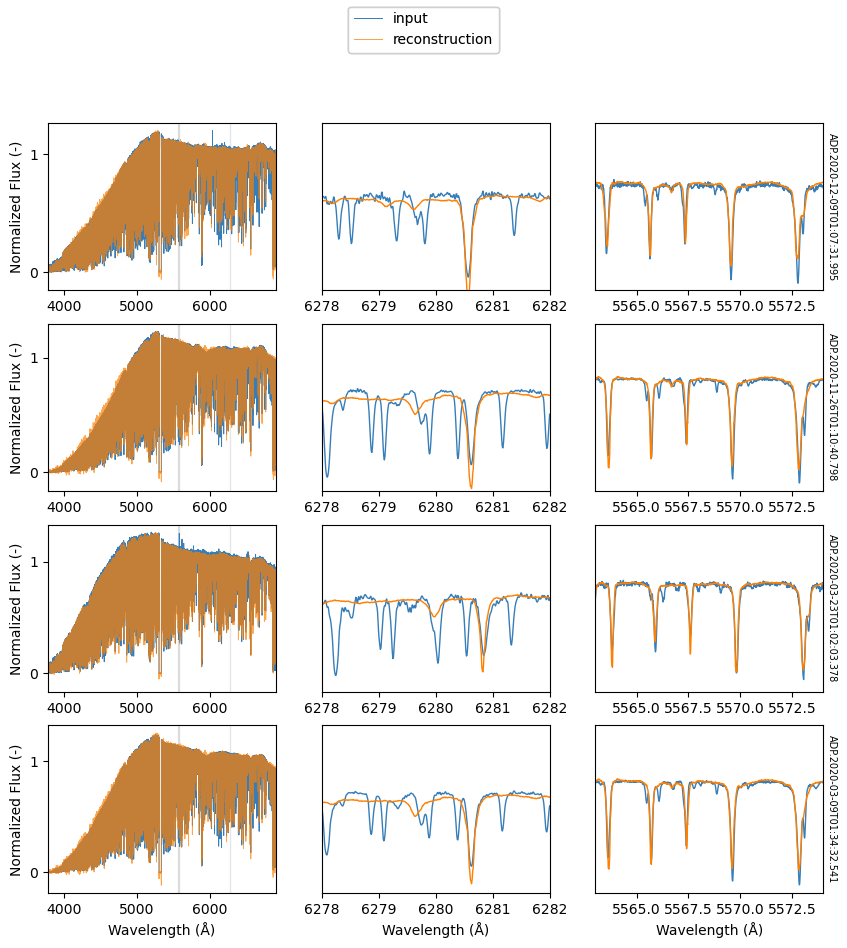 input
reconstruction
Normalized Flux (-)
1
0
4000 5000 6000
6278 6279 6280 6281 6282
5565.0 5567.5 5570.0 5572.5
ADP.2020-12-09T01:07:31.995
Normalized Flux (-)
1
0
4000 5000 6000
6278 6279 6280 6281 6282
5565.0 5567.5 5570.0 5572.5
ADP.2020-11-26T01:10:40.798
Normalized Flux (-)
1
0
4000 5000 6000
6278 6279 6280 6281 6282
5565.0 5567.5 5570.0 5572.5
ADP.2020-03-23T01:02:03.378
Normalized Flux (-)
1
0
4000 5000 6000
6278 6279 6280 6281 6282
5565.0 5567.5 5570.0 5572.5
ADP.2020-03-09T01:34:32.541
Wavelength (Å) Wavelength (Å) Wavelength (Å)